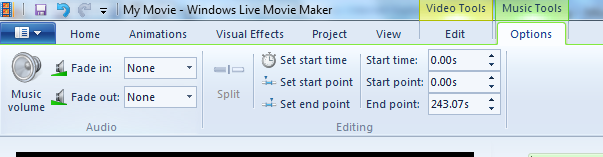 My Movie - Windows Live Movie Maker Video Tools Music Tools
Home Animations Visual Effects Project View Edit Options
Music volume
Fade in: None
Fade out: None
Audio
Split
Set start time Start time: 0.00s
Set start point Start point: 0.00s
Set end point End point: 243.07s
Editing